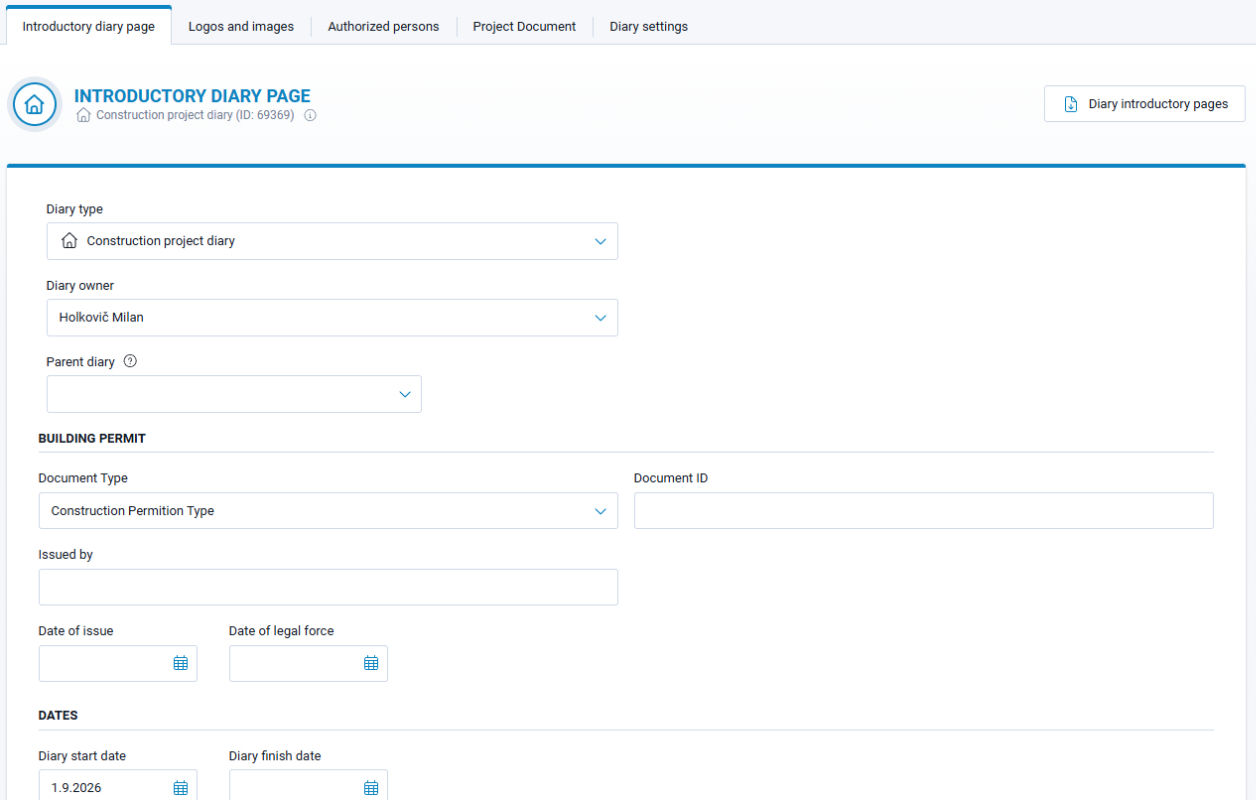 Introductory diary page Logos and images Authorized persons Project Document Diary settings
INTRODUCTORY DIARY PAGE
Construction project diary (ID: 69369)
Diary introductory pages
Diary type
Construction project diary
Diary owner
Holkovič Milan
Parent diary
BUILDING PERMIT
Document Type Document ID
Construction Permition Type
Issued by
Date of issue Date of legal force
DATES
Diary start date Diary finish date
1.9.2026